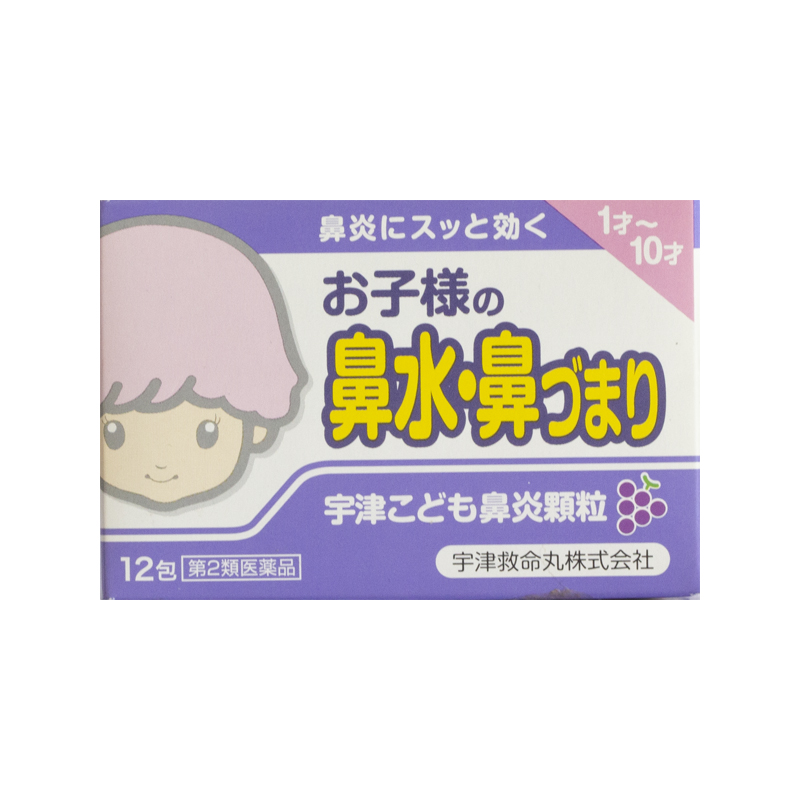 鼻炎にスッと効く
1才〜
10才
お子様の
鼻水・鼻づまり
宇津こども鼻炎顆粒
12包 第2類医薬品
宇津救命丸株式会社